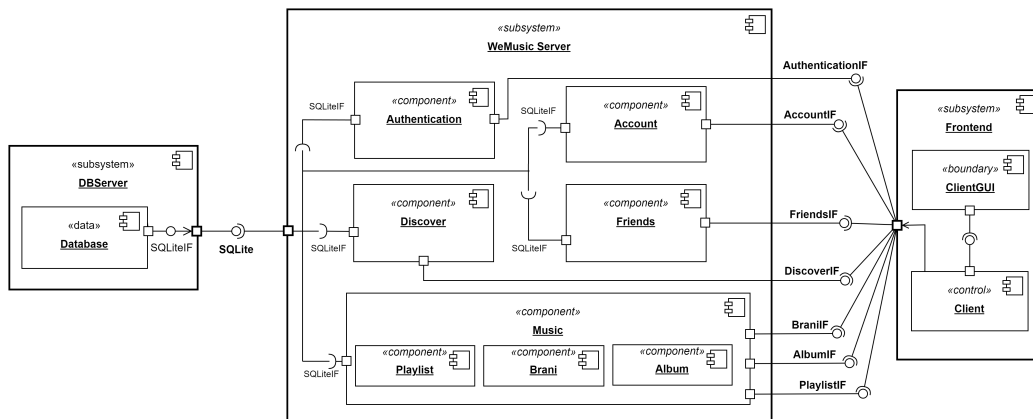 «subsystem»
WeMusic Server
AuthenticationIF
SQLiteIF
«component»
Authentication
SQLiteIF
«component»
Account
AccountIF
«subsystem»
Frontend
«subsystem»
DBServer
«boundary»
ClientGUI
«data»
Database
SQLiteIF
SQLite
SQLiteIF
«component»
Discover
SQLiteIF
«component»
Friends
FriendsIF
DiscoverIF
«control»
Client
SQLiteIF
«component»
Music
«component»
Playlist
«component»
Brani
«component»
Album
BraniIF
AlbumIF
PlaylistIF